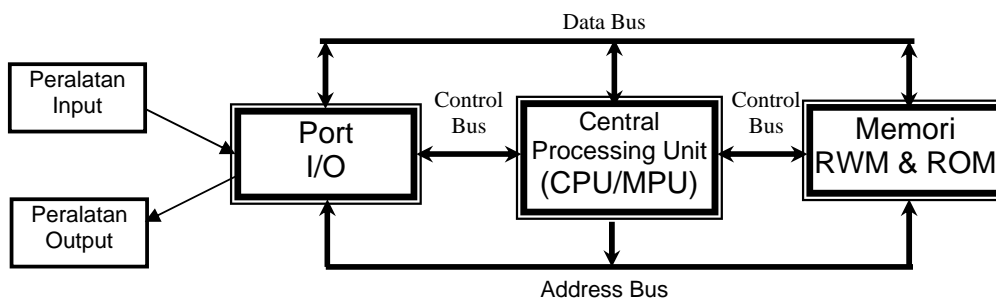 Data Bus
Peralatan
Input
Port
I/O
Control
Bus
Central
Processing Unit
(CPU/MPU)
Control
Bus
Memori
RWM & ROM
Peralatan
Output
Address Bus